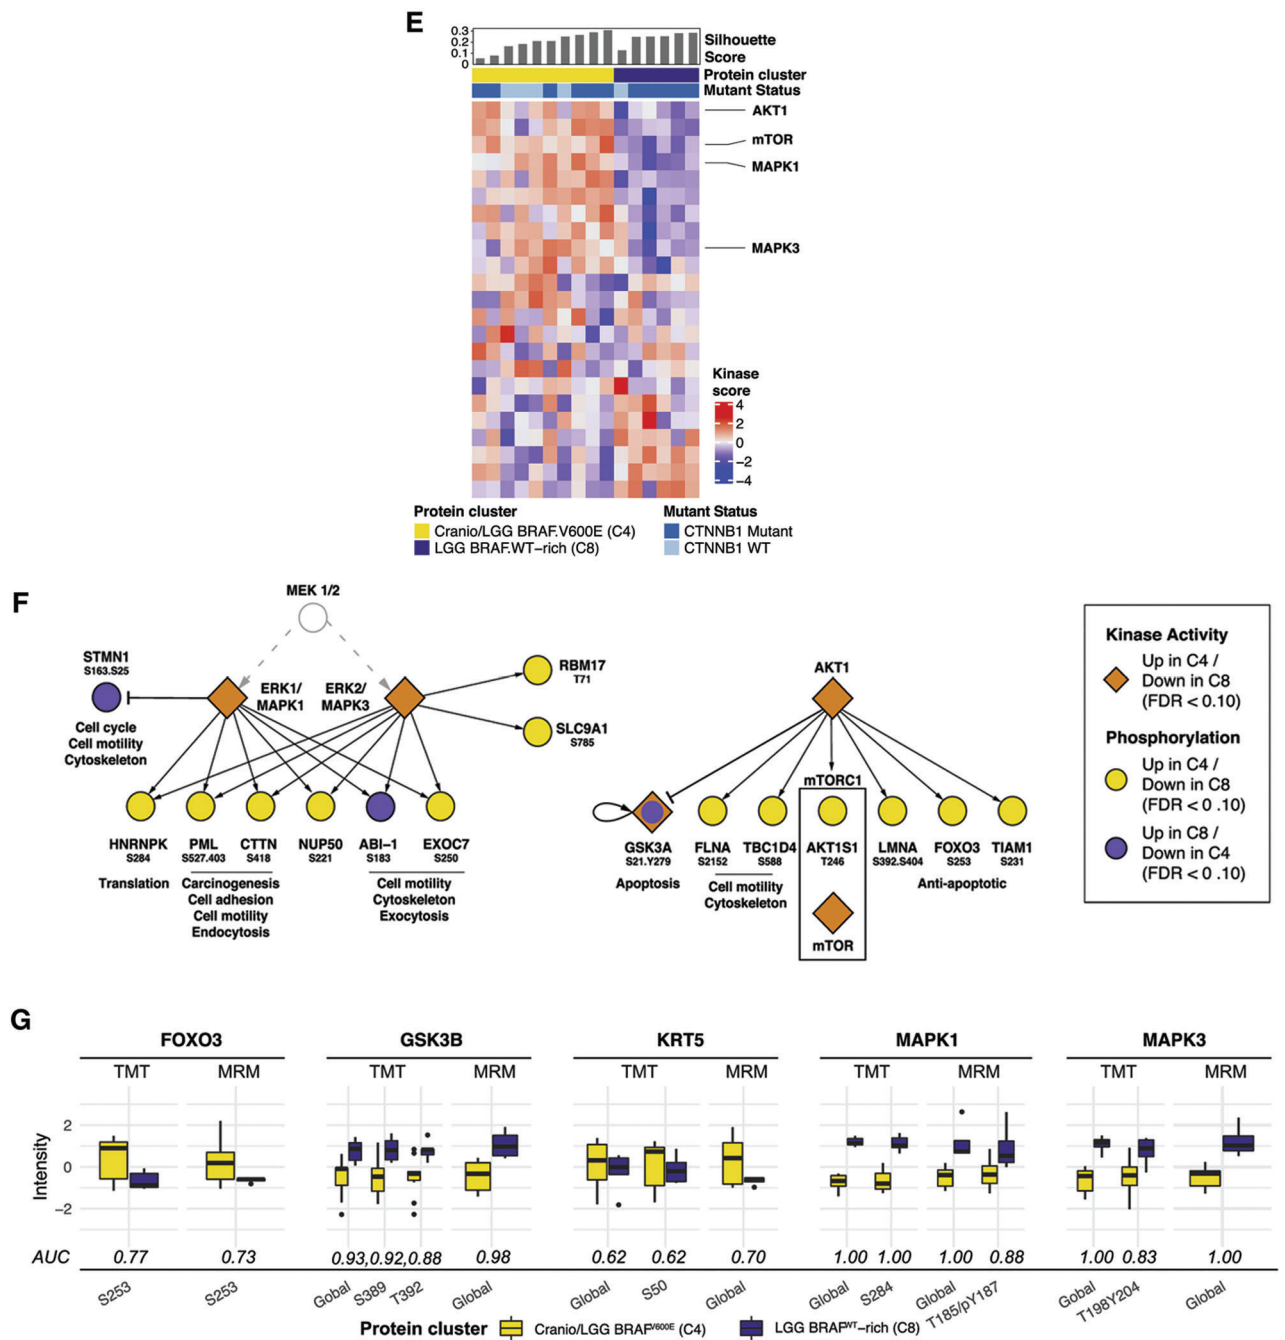 E
0.3
0.2
0.1
0
Silhouette
Score
Protein cluster
Mutant Status
AKT1
mTOR
MAPK1
MAPK3
Kinase
score
4
2
0
−2
−4
Protein cluster
Cranio/LGG BRAF.V600E (C4)
LGG BRAF.WT−rich (C8)
Mutant Status
CTNNB1 Mutant
CTNNB1 WT
F
MEK 1/2
STMN1
S163.S25
Cell cycle
Cell motility
Cytoskeleton
ERK1/
MAPK1
ERK2/
MAPK3
RBM17
T71
SLC9A1
S785
HNRNPK
S284
PML
S527.403
CTTN
S418
NUP50
S221
ABI−1
S183
EXOC7
S250
Translation
Carcinogenesis
Cell adhesion
Cell motility
Endocytosis
Cell motility
Cytoskeleton
Exocytosis
AKT1
mTORC1
GSK3A
S21.Y279
FLNA
S2152
TBC1D4
S588
AKT1S1
T246
LMNA
S392.S404
FOXO3
S253
TIAM1
S231
Apoptosis
Cell motility
Cytoskeleton
Anti−apoptotic
mTOR
Kinase Activity
Up in C4 /
Down in C8
(FDR < 0.10)
Phosphorylation
Up in C4 /
Down in C8
(FDR < 0 .10)
Up in C8 /
Down in C4
(FDR < 0 .10)
G
FOXO3 GSK3B KRT5 MAPK1 MAPK3
TMT MRM TMT MRM TMT MRM TMT MRM TMT MRM
Intensity
2
0
−2
AUC 0.77 0.73 0.93,0.92,0.88 0.98 0.62 0.62 0.70 1.00 1.00 1.00 0.88 1.00 0.83 1.00
S253 S253 Gobal S389 T392 Global Global S50 Global Global S284 Global T185/pY187 Gobal T198Y204 Global
Protein cluster Cranio/LGG BRAFV600E (C4) LGG BRAFWT−rich (C8)